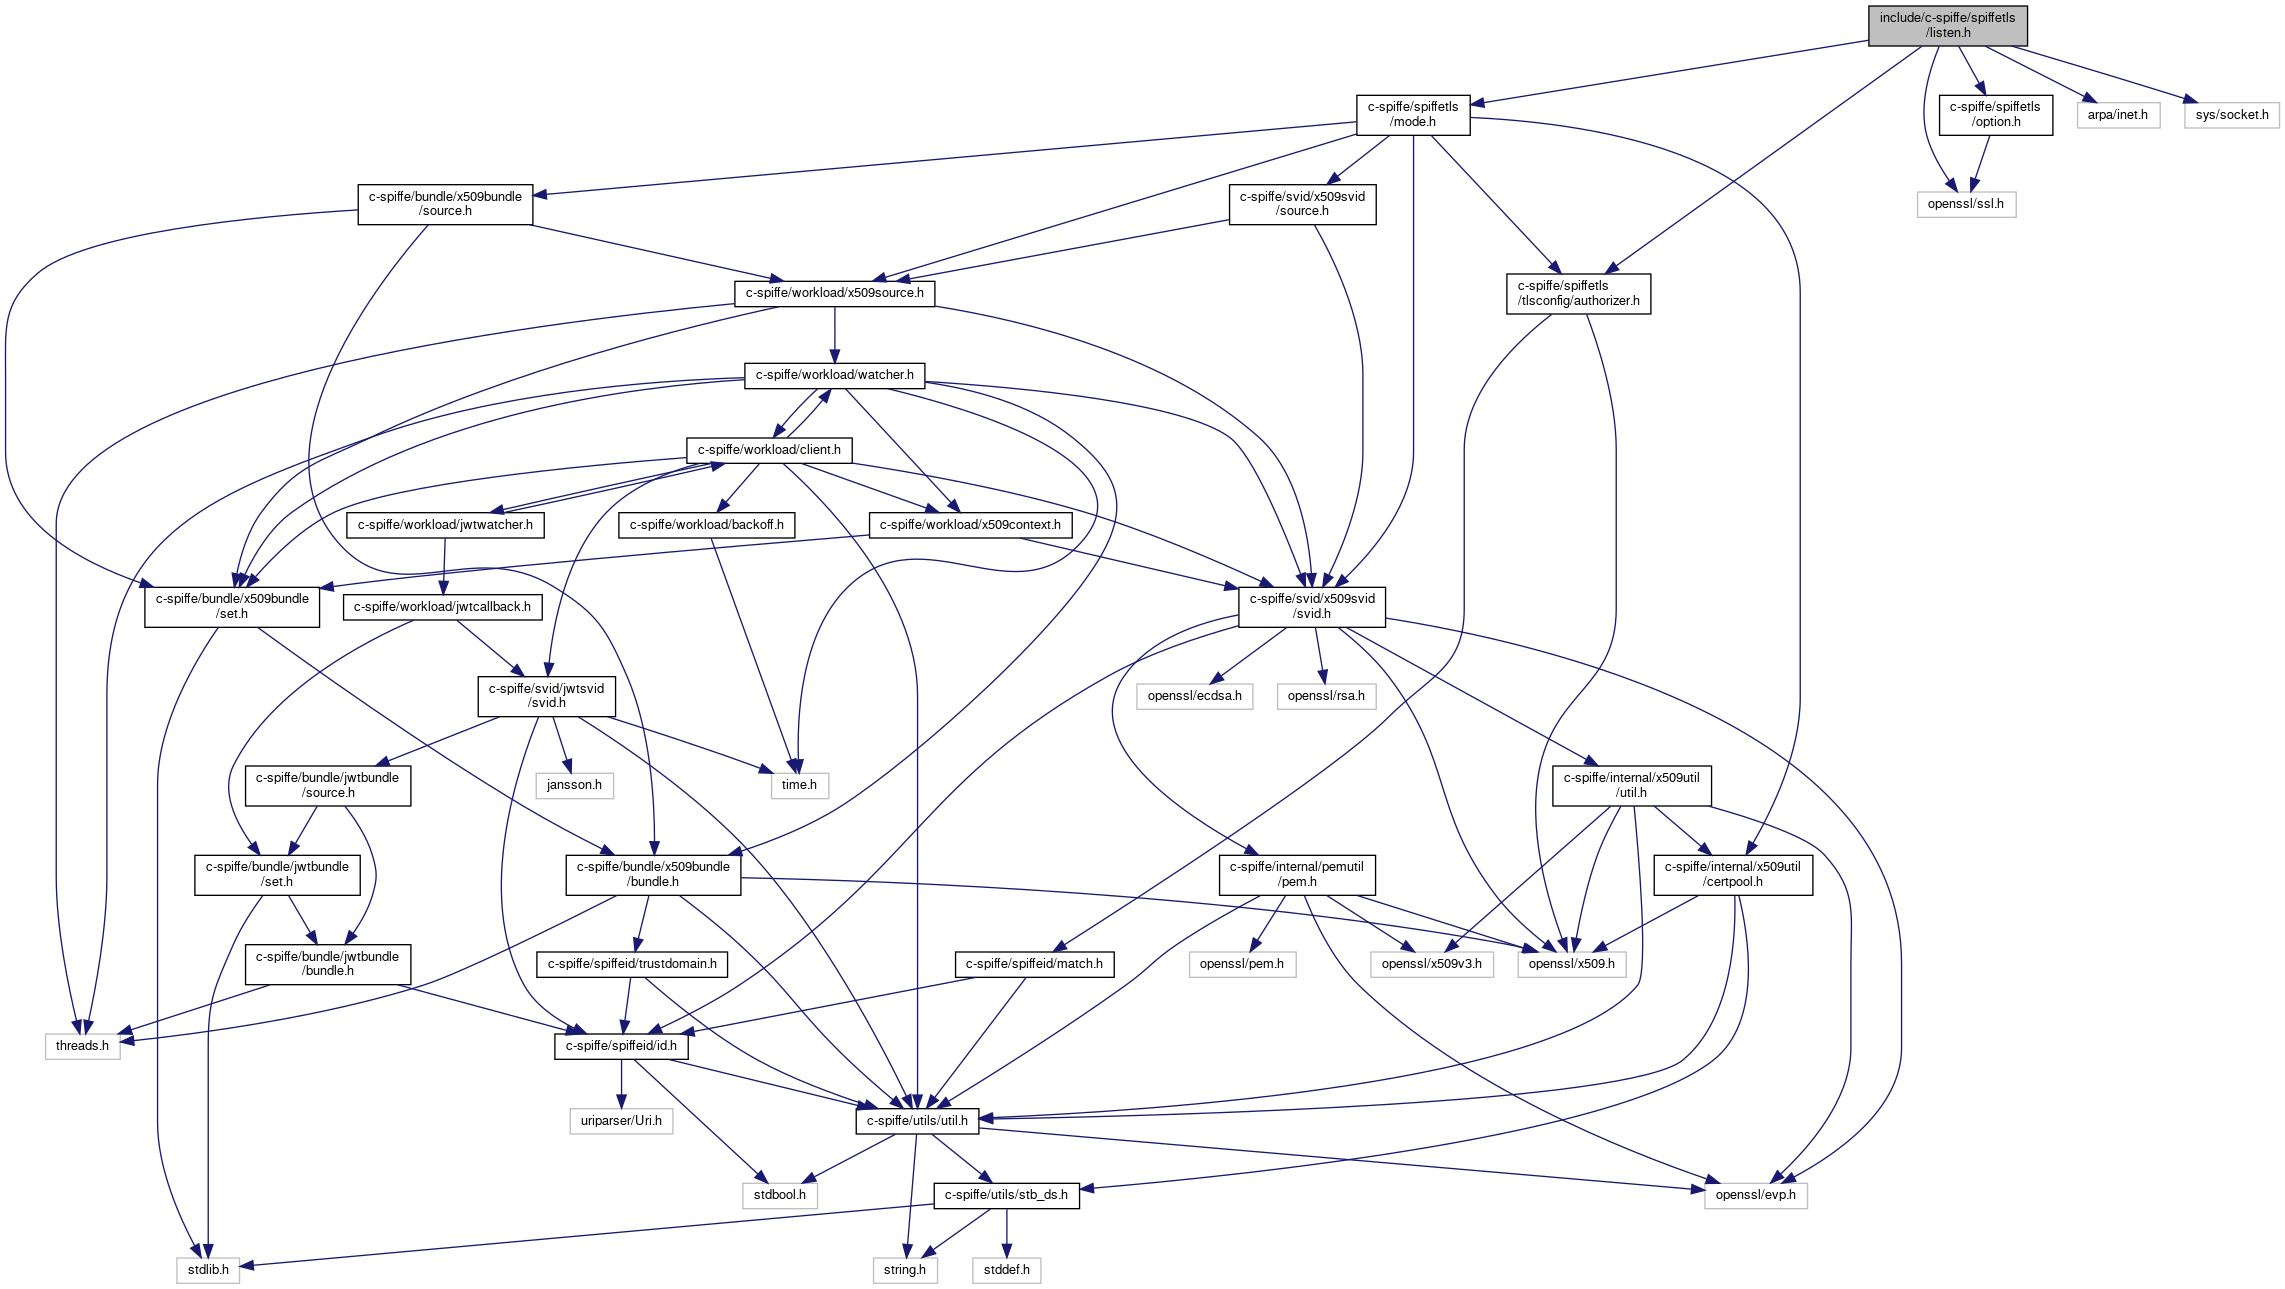 include/c-spiffe/spiffetls
/listen.h
c-spiffe/spiffetls
/mode.h
c-spiffe/spiffetls
/option.h
arpa/inet.h
sys/socket.h
c-spiffe/bundle/x509bundle
/source.h
c-spiffe/svid/x509svid
/source.h
openssl/ssl.h
c-spiffe/workload/x509source.h
c-spiffe/spiffetls
/tlsconfig/authorizer.h
c-spiffe/workload/watcher.h
c-spiffe/workload/client.h
c-spiffe/workload/jwtwatcher.h
c-spiffe/workload/backoff.h
c-spiffe/workload/x509context.h
c-spiffe/bundle/x509bundle
/set.h
c-spiffe/workload/jwtcallback.h
c-spiffe/svid/x509svid
/svid.h
c-spiffe/svid/jwtsvid
/svid.h
openssl/ecdsa.h
openssl/rsa.h
c-spiffe/bundle/jwtbundle
/source.h
jansson.h
time.h
c-spiffe/internal/x509util
/util.h
c-spiffe/bundle/jwtbundle
/set.h
c-spiffe/bundle/x509bundle
/bundle.h
c-spiffe/internal/pemutil
/pem.h
c-spiffe/internal/x509util
/certpool.h
c-spiffe/bundle/jwtbundle
/bundle.h
c-spiffe/spiffeid/trustdomain.h
c-spiffe/spiffeid/match.h
openssl/pem.h
openssl/x509v3.h
openssl/x509.h
threads.h
c-spiffe/spiffeid/id.h
uriparser/Uri.h
c-spiffe/utils/util.h
stdbool.h
c-spiffe/utils/stb_ds.h
openssl/evp.h
stdlib.h
string.h
stddef.h